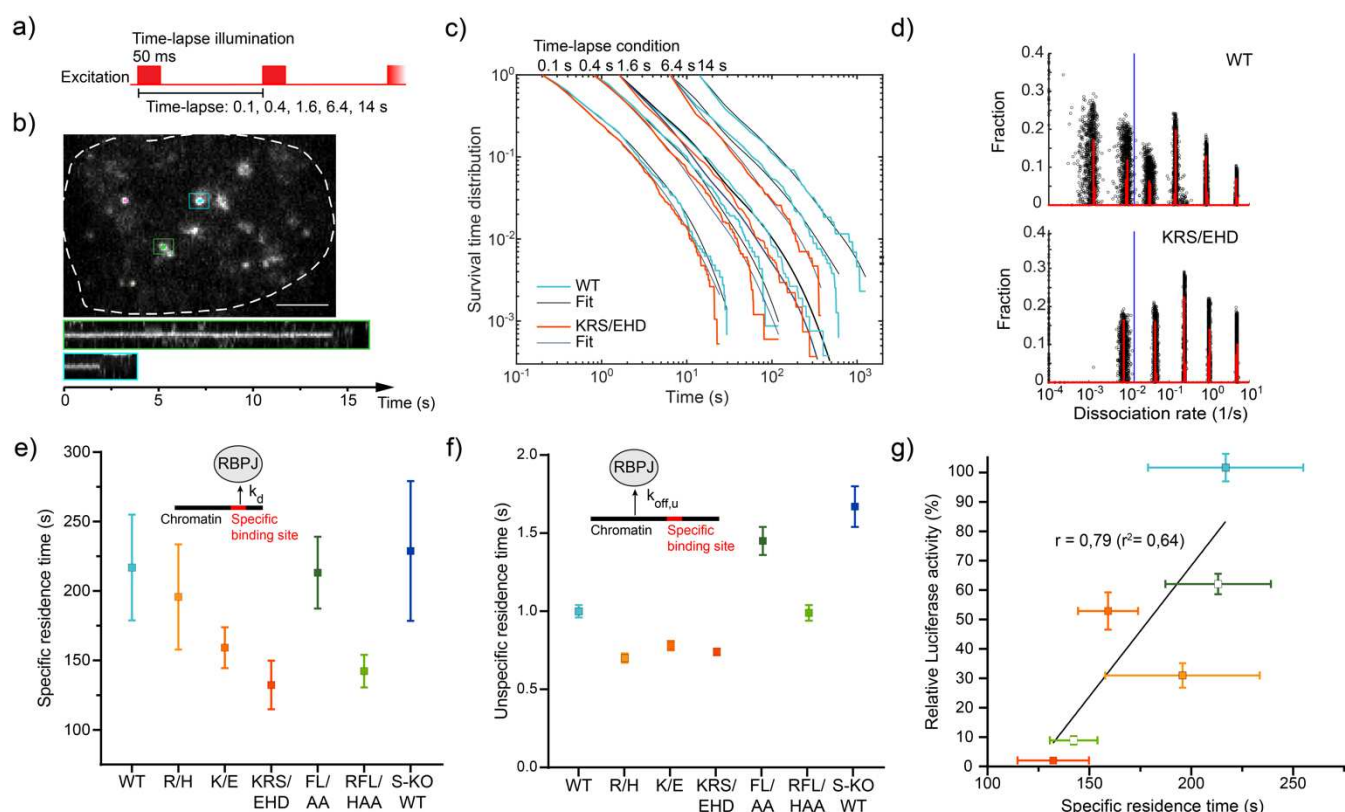 a)
Time-lapse illumination
50 ms
Excitation
Time-lapse: 0.1, 0.4, 1.6, 6.4, 14 s
b)
0 5 10 15 Time (s)
c)
Time-lapse condition
0.1 s 0.4 s 1.6 s 6.4 s 14 s
Survival time distribution
10^0
10^-1
10^-2
10^-3
WT
Fit
KRS/EHD
Fit
10^-1 10^0 10^1 10^2 10^3
Time (s)
d)
WT
Fraction
0.4
0.3
0.2
0.1
0
KRS/EHD
Fraction
0.4
0.3
0.2
0.1
0
10^-4 10^-3 10^-2 10^-1 10^0 10^1
Dissociation rate (1/s)
e)
Specific residence time (s)
300
250
200
150
100
RBPJ
k_d
Chromatin
Specific
binding site
WT R/H K/E KRS/EHD FL/AA RFL/HAA S-KO WT
f)
Unspecific residence time (s)
2.0
1.5
1.0
0.5
0.0
RBPJ
k_off,u
Chromatin
Specific
binding site
WT R/H K/E KRS/EHD FL/AA RFL/HAA S-KO WT
g)
Relative Luciferase activity (%)
100
90
80
70
60
50
40
30
20
10
0
r = 0,79 (r²= 0,64)
100 150 200 250
Specific residence time (s)